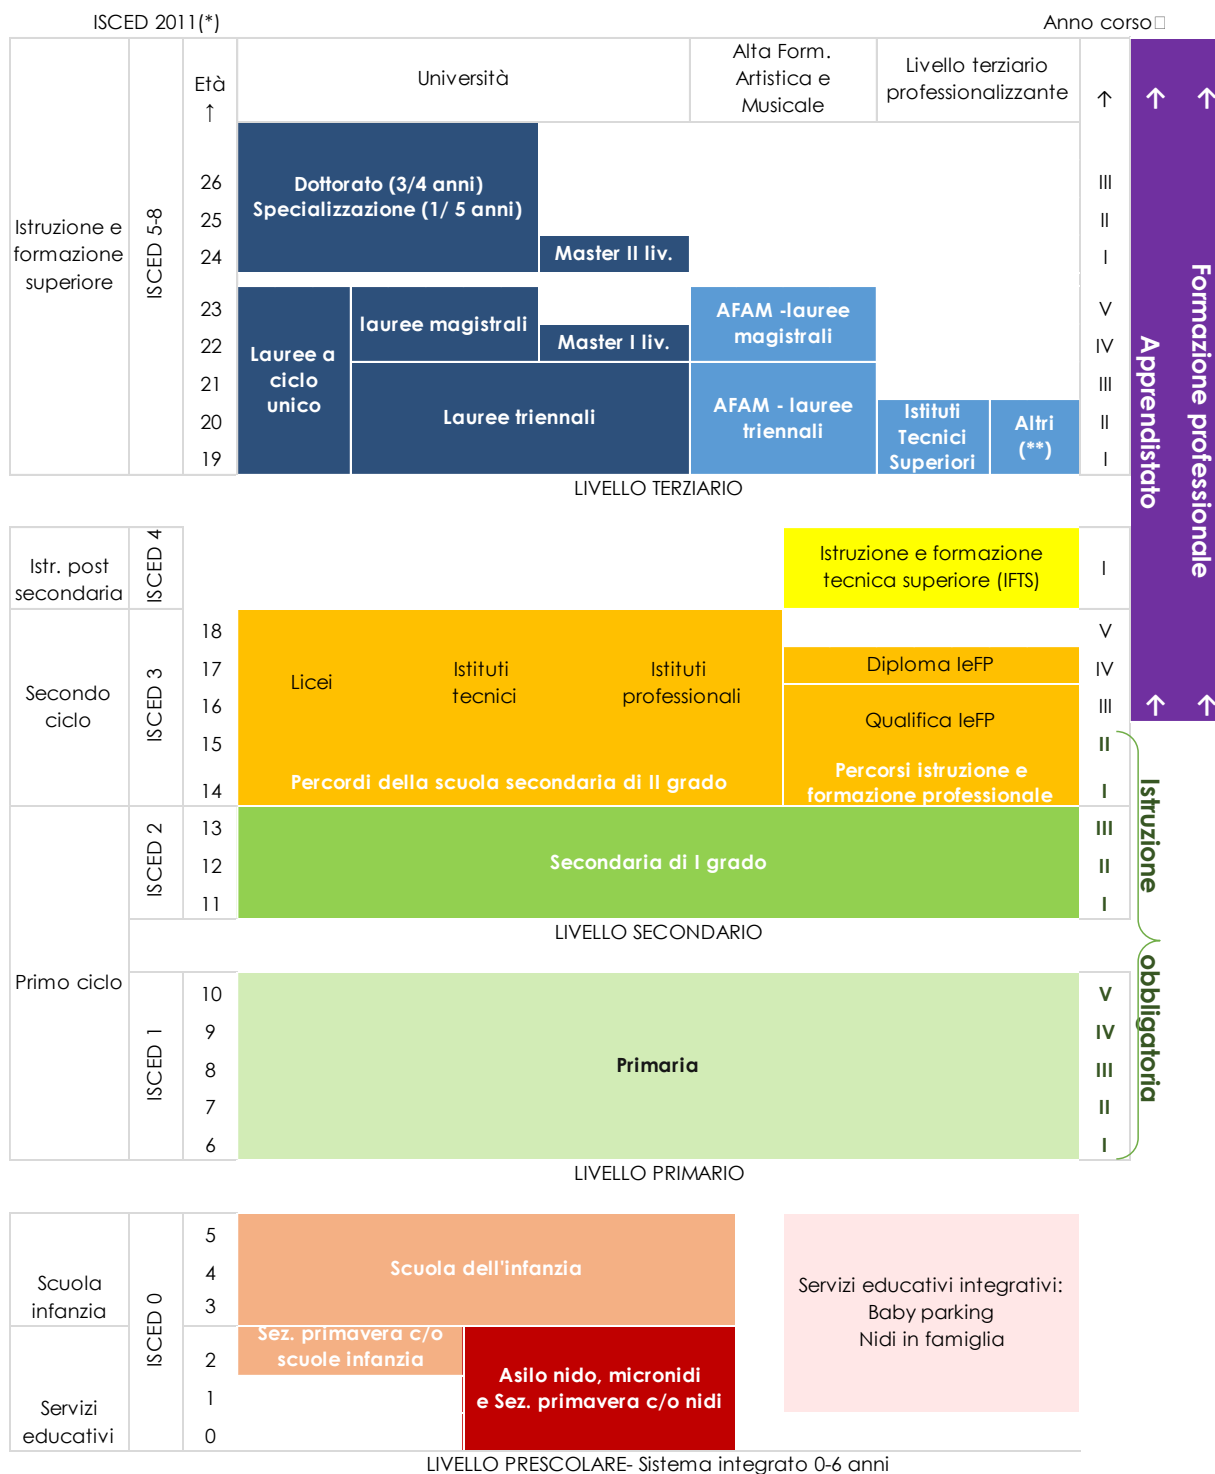 ISCED 2011(*)
Anno corso□
Età
↑
Università
Alta Form.
Artistica e
Musicale
Livello terziario
professionalizzante
↑
↑
↑
Istruzione e
formazione
superiore
ISCED 5-8
26
25
24
23
22
21
20
19
Dottorato (3/4 anni)
Specializzazione (1/ 5 anni)
Master II liv.
Lauree a
ciclo
unico
lauree magistrali
Master I liv.
Lauree triennali
AFAM -lauree
magistrali
AFAM - lauree
triennali
Istituti
Tecnici
Superiori
Altri
(**)
III
II
I
V
IV
III
II
I
Apprendistato
Formazione professionale
LIVELLO TERZIARIO
Istr. post
secondaria
ISCED 4
Istruzione e formazione
tecnica superiore (IFTS)
I
Secondo
ciclo
ISCED 3
18
17
16
15
14
Licei
Istituti
tecnici
Istituti
professionali
Percordi della scuola secondaria di II grado
Diploma IeFP
Qualifica IeFP
Percorsi istruzione e
formazione professionale
V
IV
III
II
I
↑
↑
Primo ciclo
ISCED 2
13
12
11
Secondaria di I grado
III
II
I
Istruzione obbligatoria
LIVELLO SECONDARIO
ISCED 1
10
9
8
7
6
Primaria
V
IV
III
II
I
LIVELLO PRIMARIO
Scuola
infanzia
Servizi
educativi
ISCED 0
5
4
3
2
1
0
Scuola dell'infanzia
Sez. primavera c/o
scuole infanzia
Asilo nido, micronidi
e Sez. primavera c/o nidi
Servizi educativi integrativi:
Baby parking
Nidi in famiglia
LIVELLO PRESCOLARE- Sistema integrato 0-6 anni